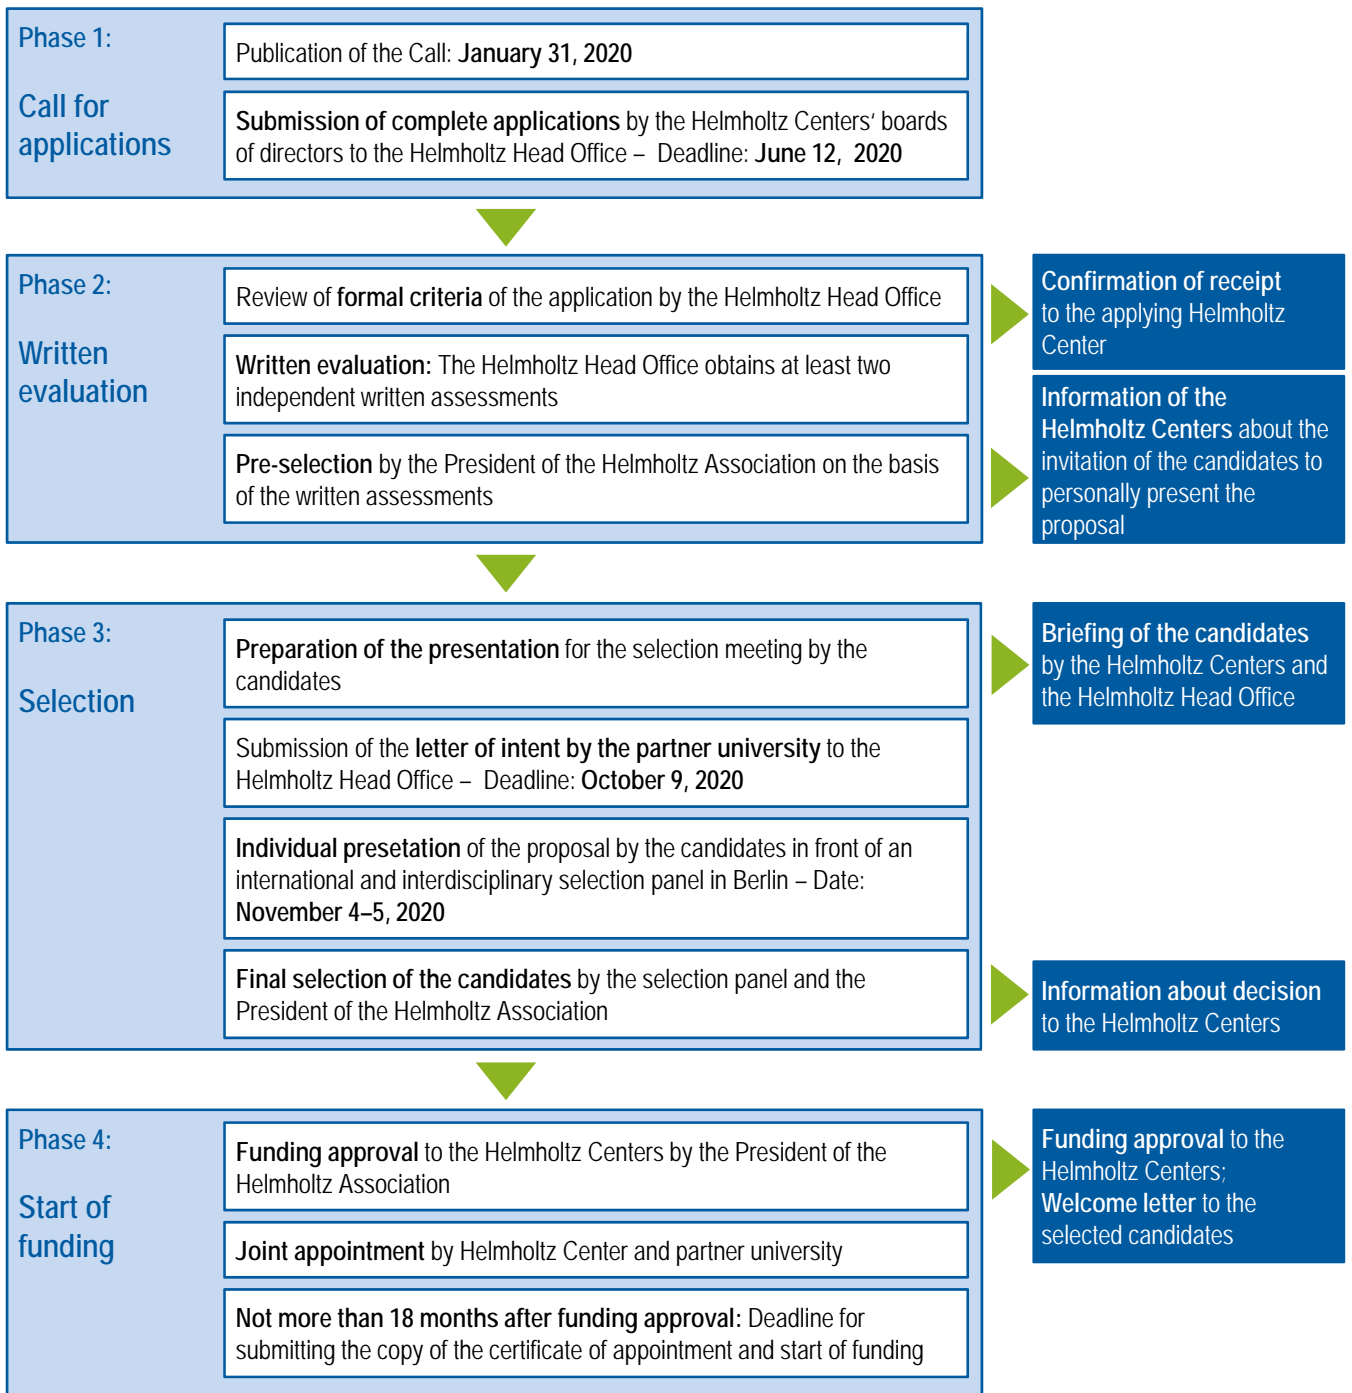 Phase 1:
Call for
applications
Publication of the Call: January 31, 2020
Submission of complete applications by the Helmholtz Centers‘ boards
of directors to the Helmholtz Head Office – Deadline: June 12, 2020
Phase 2:
Written
evaluation
Review of formal criteria of the application by the Helmholtz Head Office
Written evaluation: The Helmholtz Head Office obtains at least two
independent written assessments
Pre-selection by the President of the Helmholtz Association on the basis
of the written assessments
Confirmation of receipt
to the applying Helmholtz
Center
Information of the
Helmholtz Centers about the
invitation of the candidates to
personally present the
proposal
Phase 3:
Selection
Preparation of the presentation for the selection meeting by the
candidates
Submission of the letter of intent by the partner university to the
Helmholtz Head Office – Deadline: October 9, 2020
Individual presetation of the proposal by the candidates in front of an
international and interdisciplinary selection panel in Berlin – Date:
November 4–5, 2020
Final selection of the candidates by the selection panel and the
President of the Helmholtz Association
Briefing of the candidates
by the Helmholtz Centers and
the Helmholtz Head Office
Information about decision
to the Helmholtz Centers
Phase 4:
Start of
funding
Funding approval to the Helmholtz Centers by the President of the
Helmholtz Association
Joint appointment by Helmholtz Center and partner university
Not more than 18 months after funding approval: Deadline for
submitting the copy of the certificate of appointment and start of funding
Funding approval to the
Helmholtz Centers;
Welcome letter to the
selected candidates